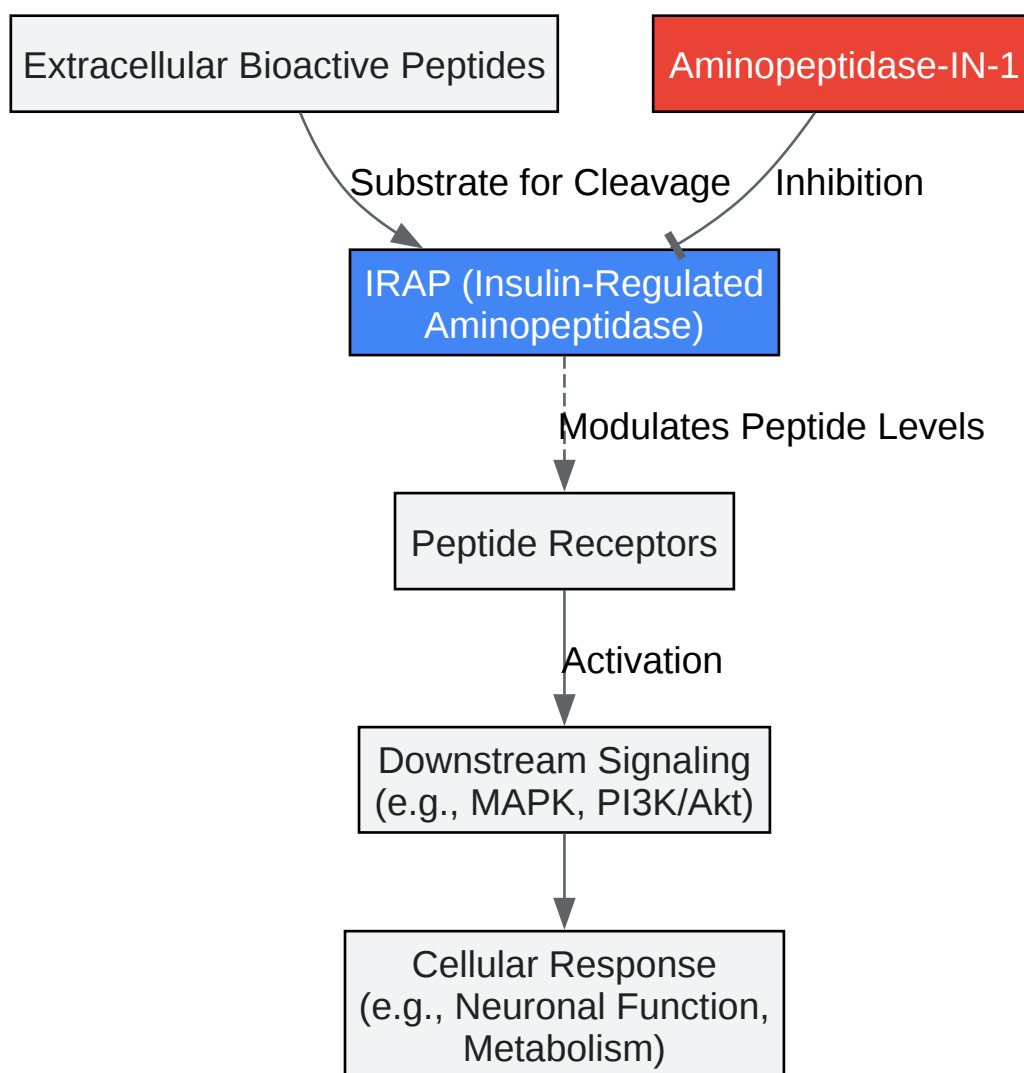 Extracellular Bioactive Peptides
Aminopeptidase-IN-1
Substrate for Cleavage
Inhibition
IRAP (Insulin-Regulated
Aminopeptidase)
Modulates Peptide Levels
Peptide Receptors
Activation
Downstream Signaling
(e.g., MAPK, PI3K/Akt)
Cellular Response
(e.g., Neuronal Function,
Metabolism)